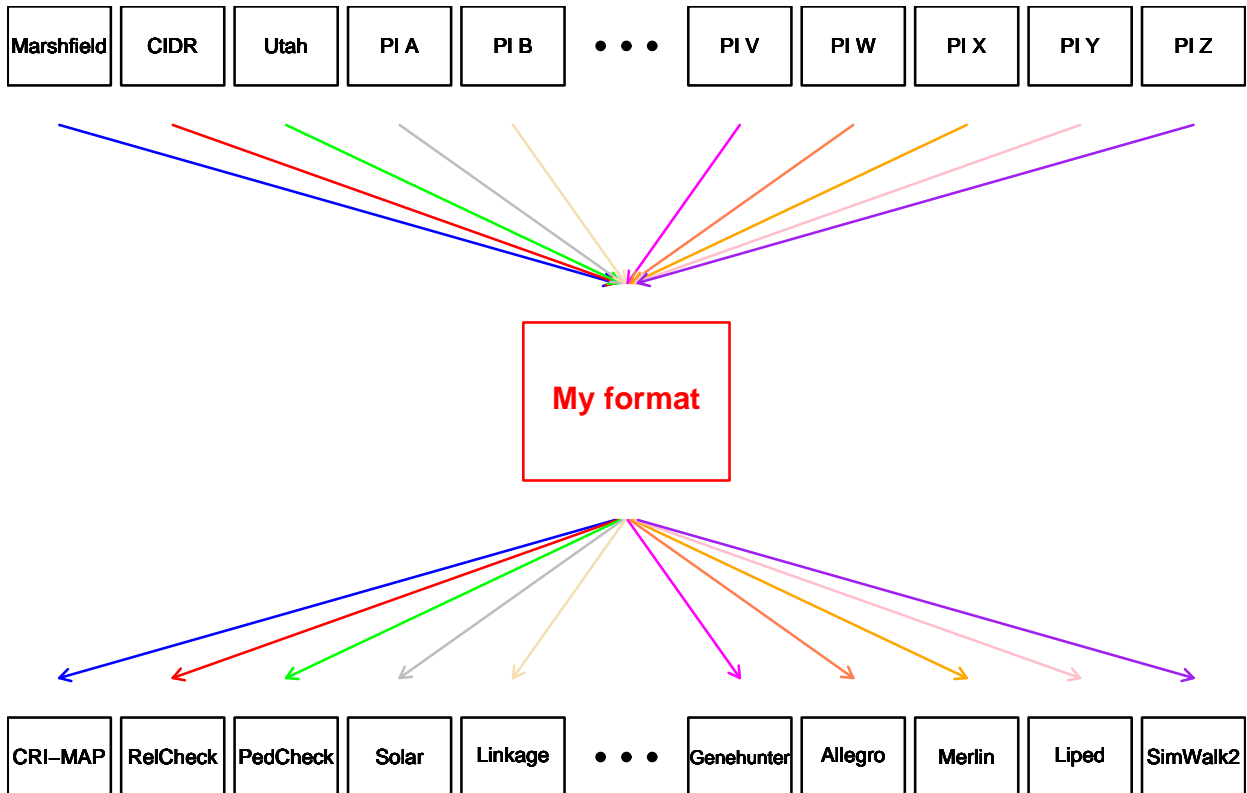 Marshfield CIDR Utah PI A PI B • • • PI V PI W PI X PI Y PI Z
My format
CRI−MAP RelCheck PedCheck Solar Linkage • • • Genehunter Allegro Merlin Liped SimWalk2